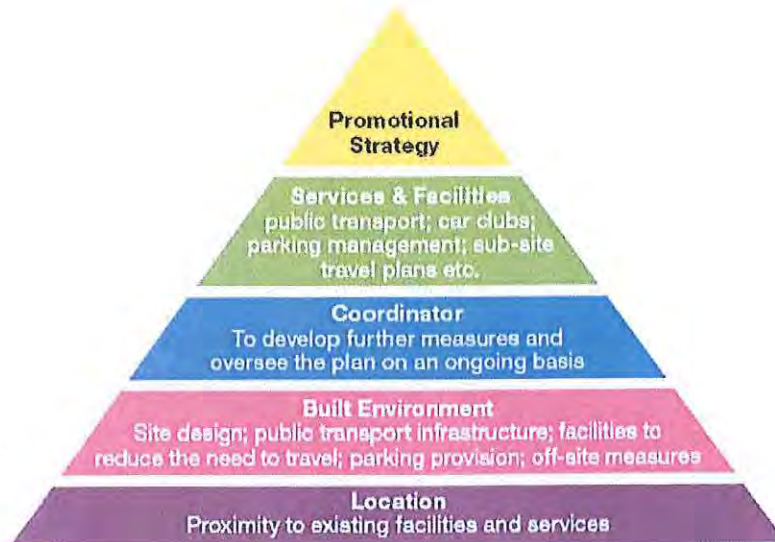 Promotional
Strategy
Services & Facilities
public transport; car clubs;
parking management; sub-site
travel plans etc.
Coordinator
To develop further measures and
oversee the plan on an ongoing basis
Built Environment
Site design; public transport infrastructure; facilities to
reduce the need to travel; parking provision; off-site measures
Location
Proximity to existing facilities and services